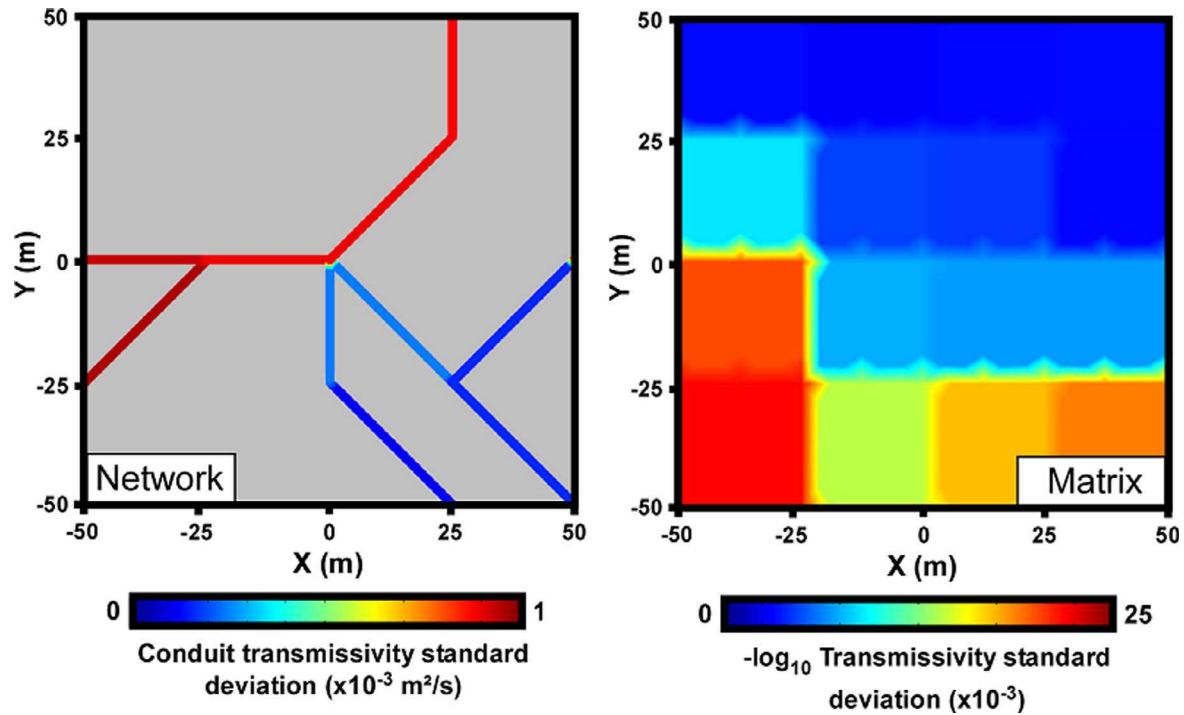 50
25
0
-25
-50
Y (m)
Network
-50
-25
0
25
50
X (m)
0
1
Conduit transmissivity standard
deviation (x10⁻³ m²/s)
50
25
0
-25
-50
Y (m)
Matrix
-50
-25
0
25
50
X (m)
0
25
-log₁₀ Transmissivity standard
deviation (x10⁻³)